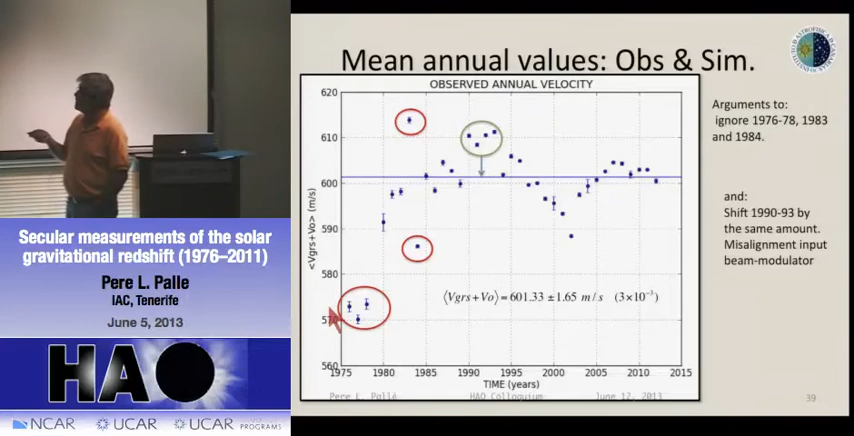 Mean annual values: Obs & Sim.
OBSERVED ANNUAL VELOCITY
620
610
600
590
580
570
560
<Vgrs+Vo> (m/s)
⟨Vgrs+Vo⟩ = 601.33 ±1.65 m/s (3×10⁻³)
1975 1980 1985 1990 1995 2000 2005 2010 2015
TIME (years)
Pere L. Pallé HAO Colloquium June 12, 2013
39
Arguments to:
ignore 1976-78, 1983
and 1984.
and:
Shift 1990-93 by
the same amount.
Misalignment input
beam-modulator
Secular measurements of the solar
gravitational redshift (1976–2011)
Pere L. Palle
IAC, Tenerife
June 5, 2013
HAO
NCAR UCAR UCAR
PROGRAMS